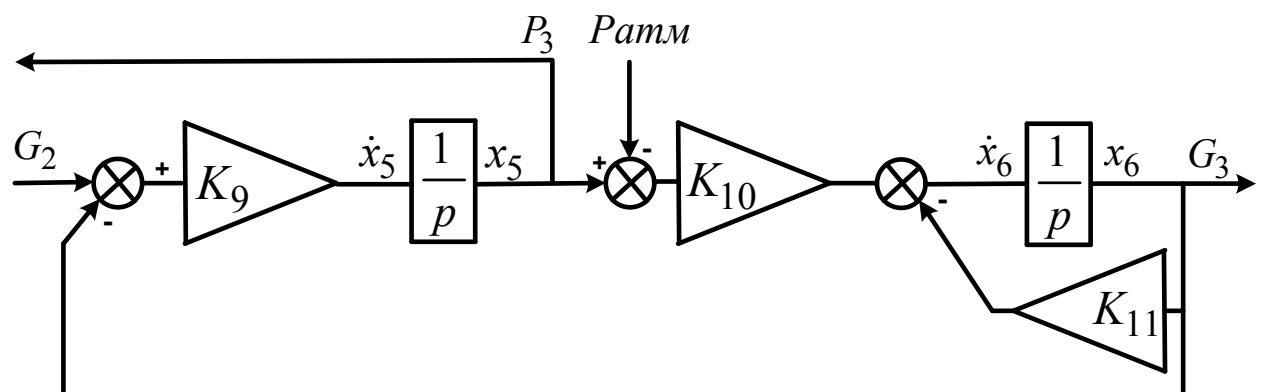 P₃ Pатм
G₂ + K₉ ẋ₅ 1/p x₅ + - K₁₀ ẋ₆ 1/p x₆ G₃
- -
K₁₁